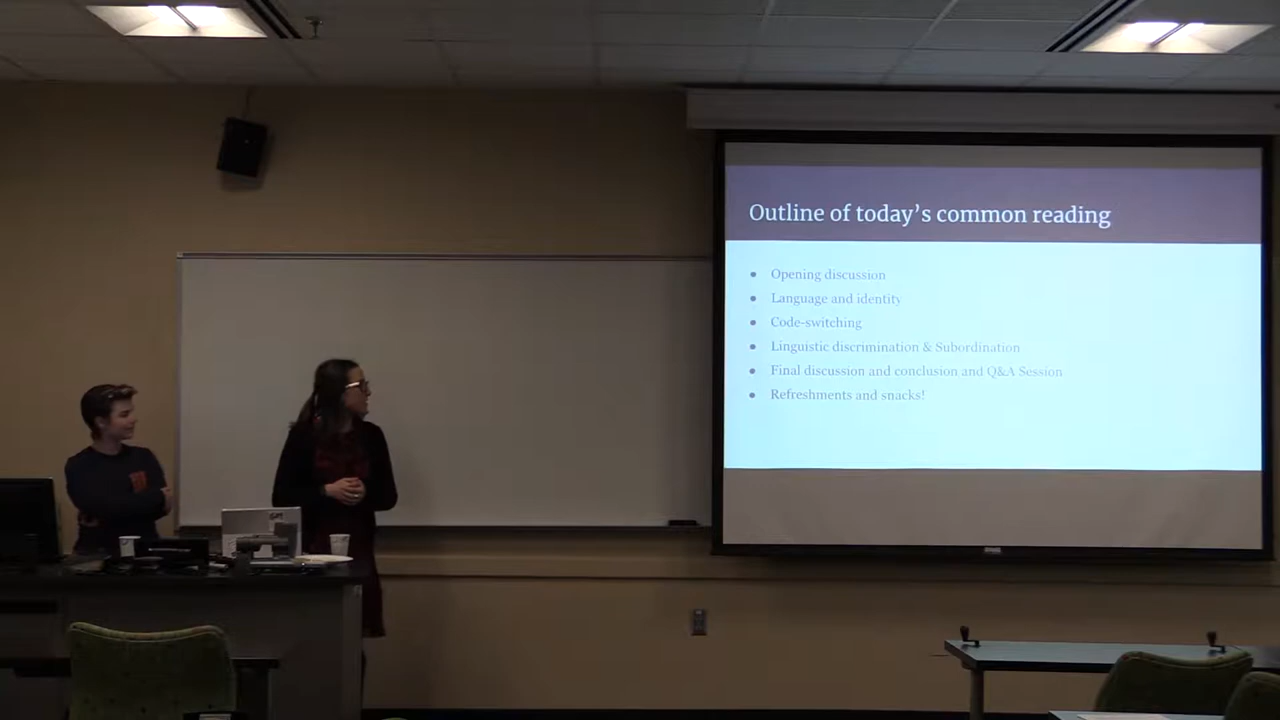 Outline of today's common reading
• Opening discussion
• Language and identity
• Code-switching
• Linguistic discrimination & Subordination
• Final discussion and conclusion and Q&A Session
• Refreshments and snacks!